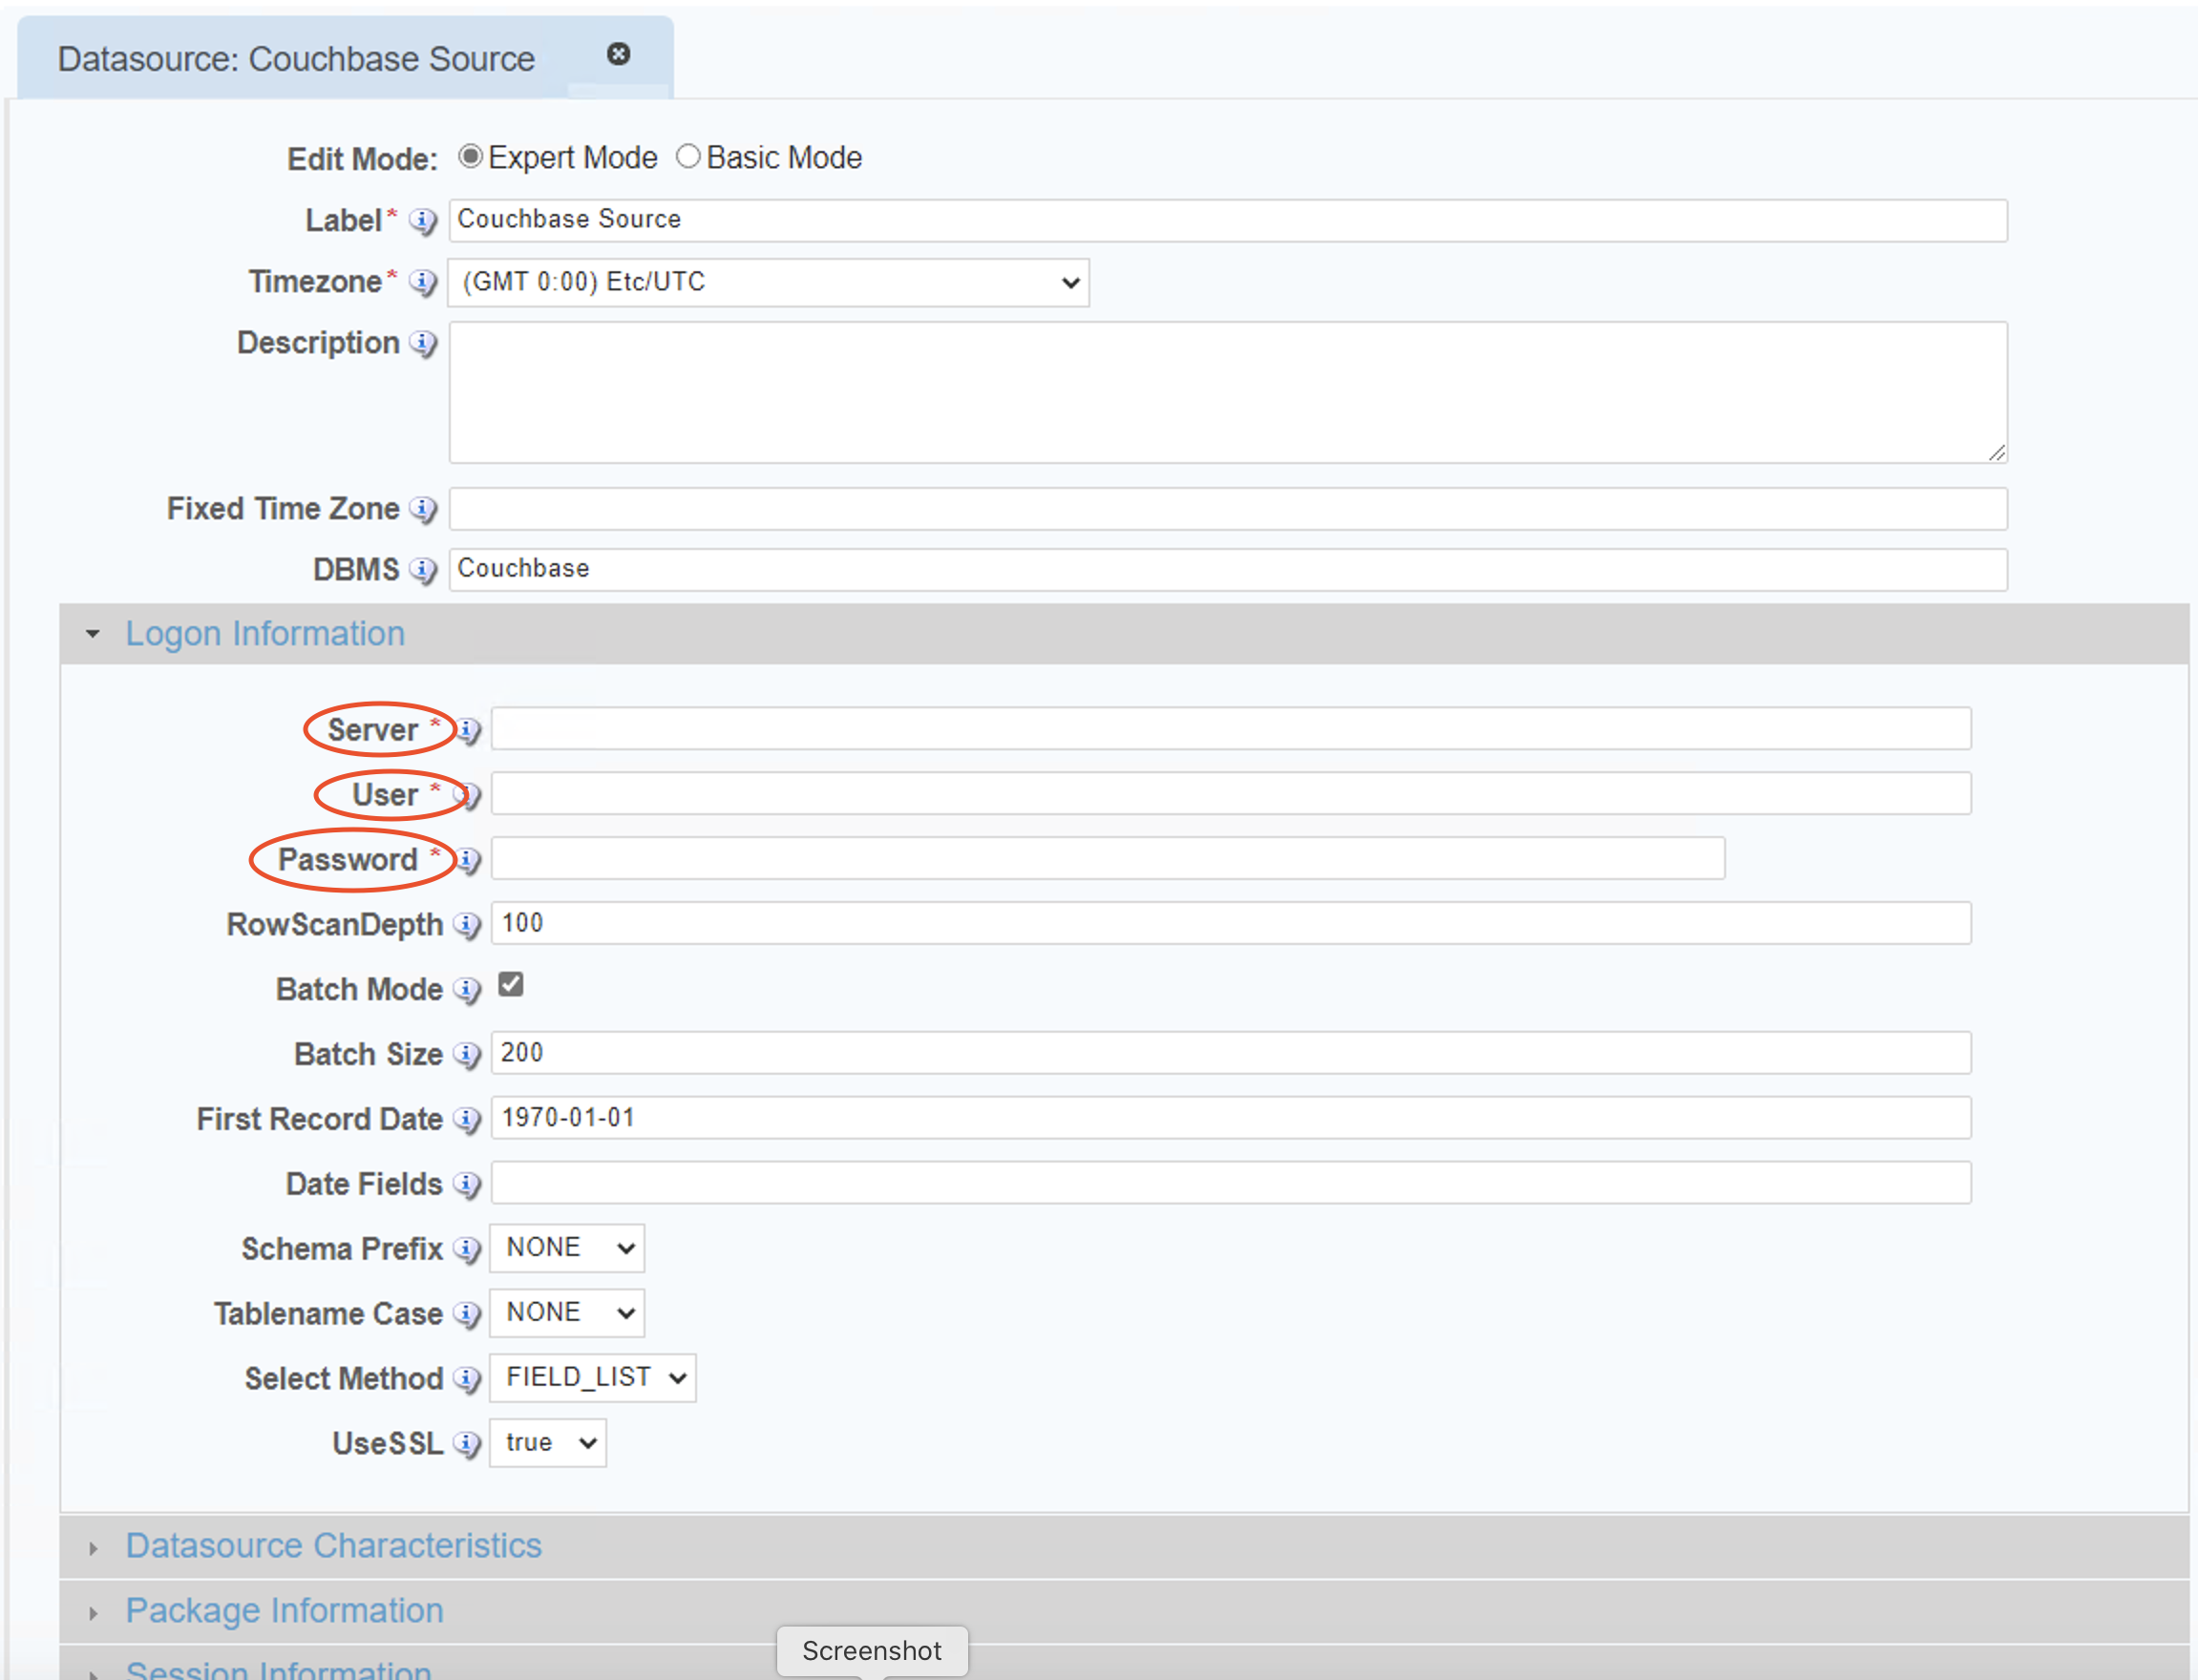 Datasource: Couchbase Source
Edit Mode: Expert Mode Basic Mode
Label* Couchbase Source
Timezone* (GMT 0:00) Etc/UTC
Description
Fixed Time Zone
DBMS Couchbase
Logon Information
Server *
User *
Password *
RowScanDepth 100
Batch Mode
Batch Size 200
First Record Date 1970-01-01
Date Fields
Schema Prefix NONE
Tablename Case NONE
Select Method FIELD_LIST
UseSSL true
Datasource Characteristics
Package Information
Screenshot
Session Information